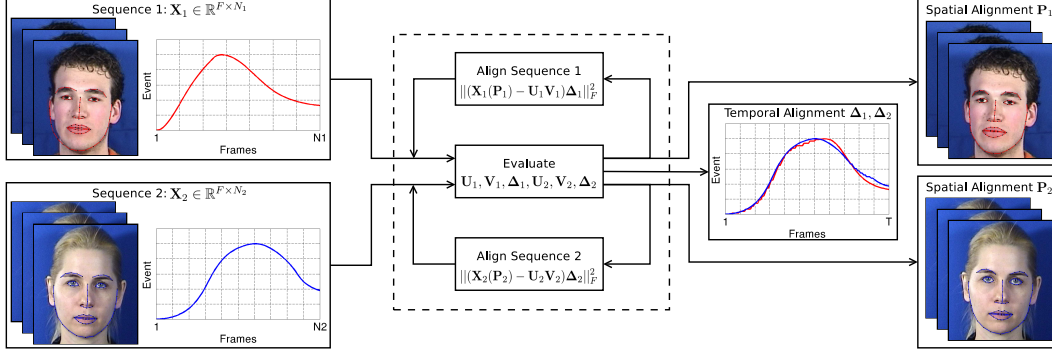 Sequence 1: X₁ ∈ ℝ^{F×N₁}
Event
1
N1
Frames
Sequence 2: X₂ ∈ ℝ^{F×N₂}
Event
1
N2
Frames
Align Sequence 1
||(X₁(P₁) − U₁V₁)Δ₁||²_F
Evaluate
U₁, V₁, Δ₁, U₂, V₂, Δ₂
Align Sequence 2
||(X₂(P₂) − U₂V₂)Δ₂||²_F
Temporal Alignment Δ₁, Δ₂
Event
1
T
Frames
Spatial Alignment P₁
Spatial Alignment P₂